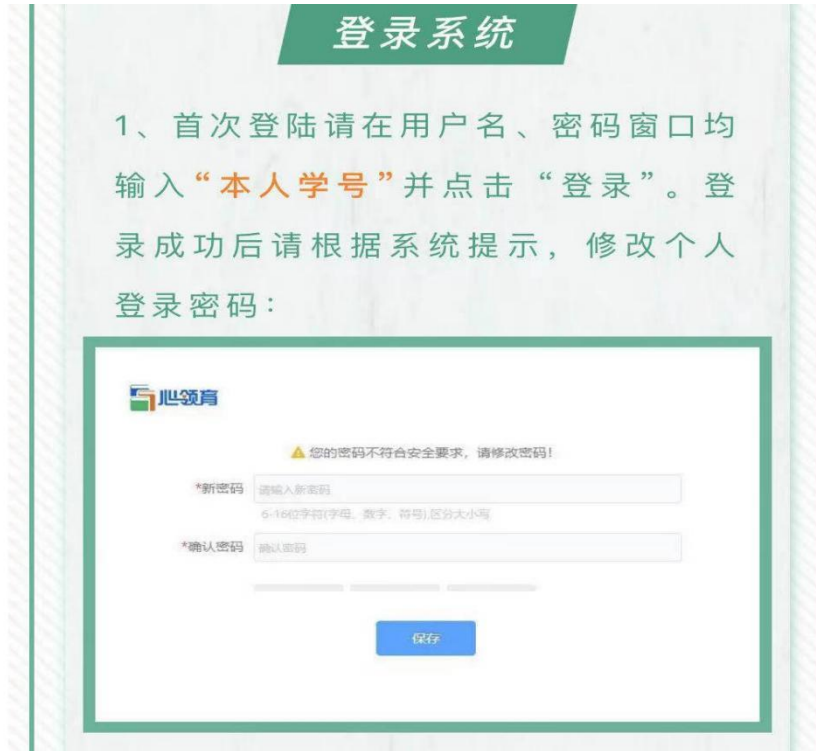 登录系统
1、首次登陆请在用户名、密码窗口均
输入“本人学号”并点击“登录”。登
录成功后请根据系统提示，修改个人
登录密码：
心领育
您的密码不符合安全要求，请修改密码！
*新密码 请输入新密码
6-16位字符(字母、数字、符号),区分大小写
*确认密码 确认密码
保存